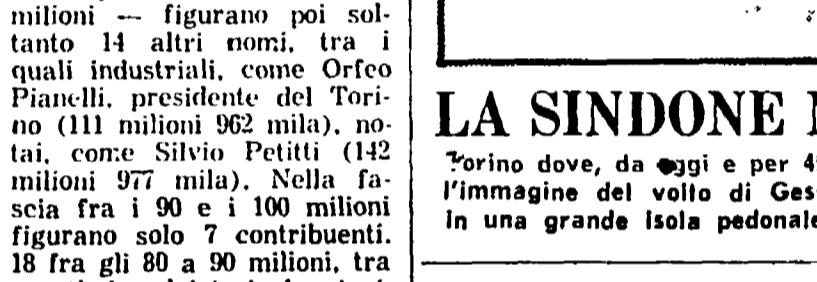 milioni — figurano poi sol-
tanto 14 altri nomi, tra i
quali industriali, come Orfeo
Pianelli, presidente del Tori-
no (111 milioni 962 mila), no-
tai, come Silvio Petitti (142
milioni 977 mila). Nella fa-
scia fra i 90 e i 100 milioni
figurano solo 7 contribuenti.
18 fra gli 80 a 90 milioni, tra
LA SINDONE
Torino dove, da oggi e per 4
l'immagine del volto di Ges
in una grande isola pedonale